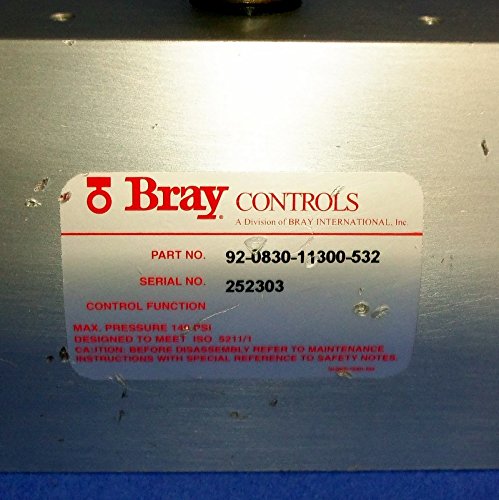 Bray CONTROLS
A Division of BRAY INTERNATIONAL, Inc.
PART NO. 92-0830-11300-532
SERIAL NO. 252303
CONTROL FUNCTION
MAX. PRESSURE 140 PSI
DESIGNED TO MEET ISO 5211/1
CAUTION: BEFORE DISASSEMBLY REFER TO MAINTENANCE
INSTRUCTIONS WITH SPECIAL REFERENCE TO SAFETY NOTES.